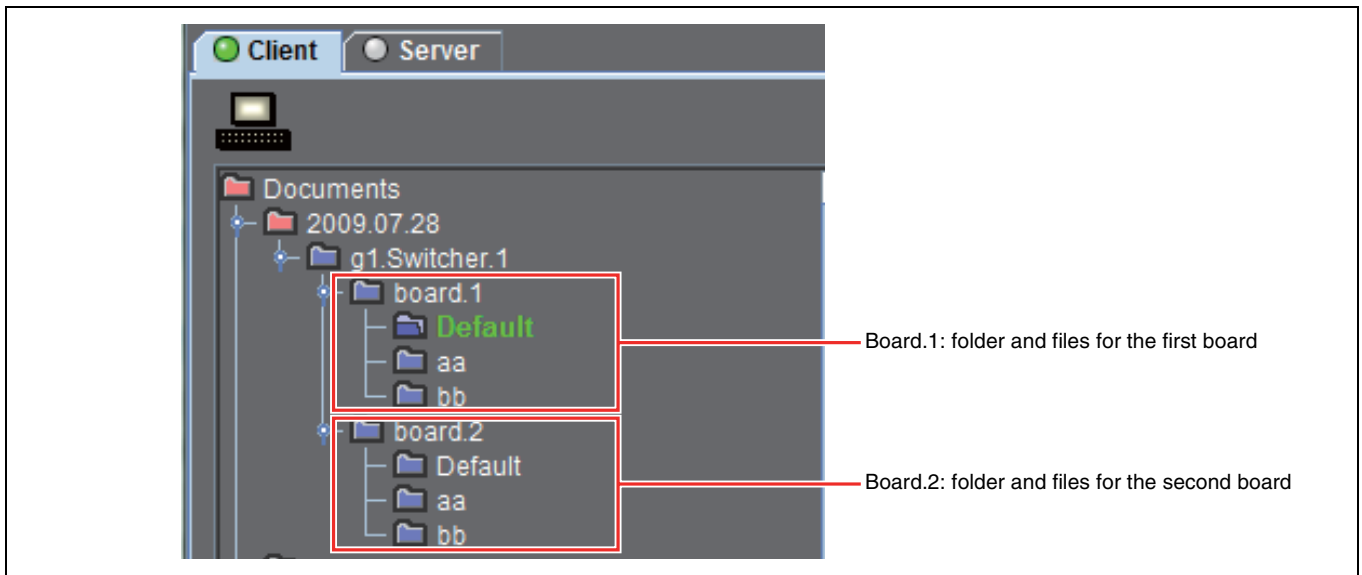 Client Server
Documents
2009.07.28
g1.Switcher.1
board.1
Default
aa
bb
board.2
Default
aa
bb
Board.1: folder and files for the first board
Board.2: folder and files for the second board